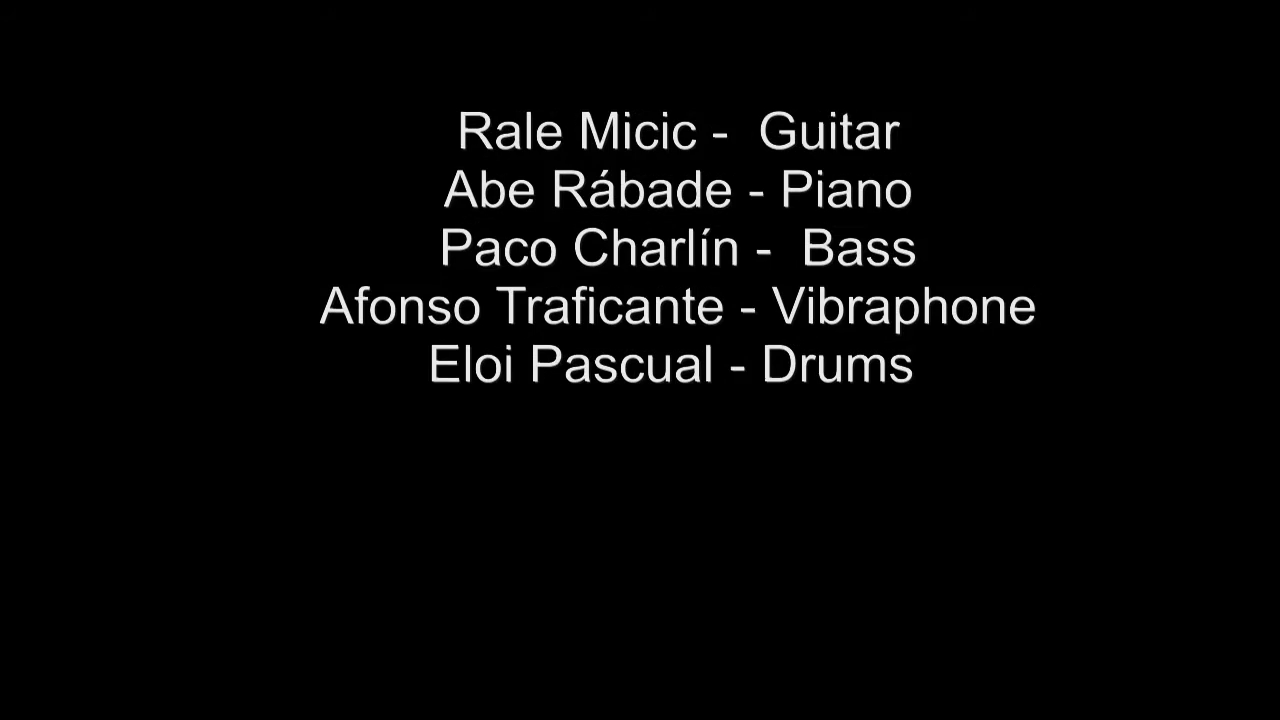 Rale Micic -  Guitar
Abe Rábade - Piano
Paco Charlín -  Bass
Afonso Traficante - Vibraphone
Eloi Pascual - Drums